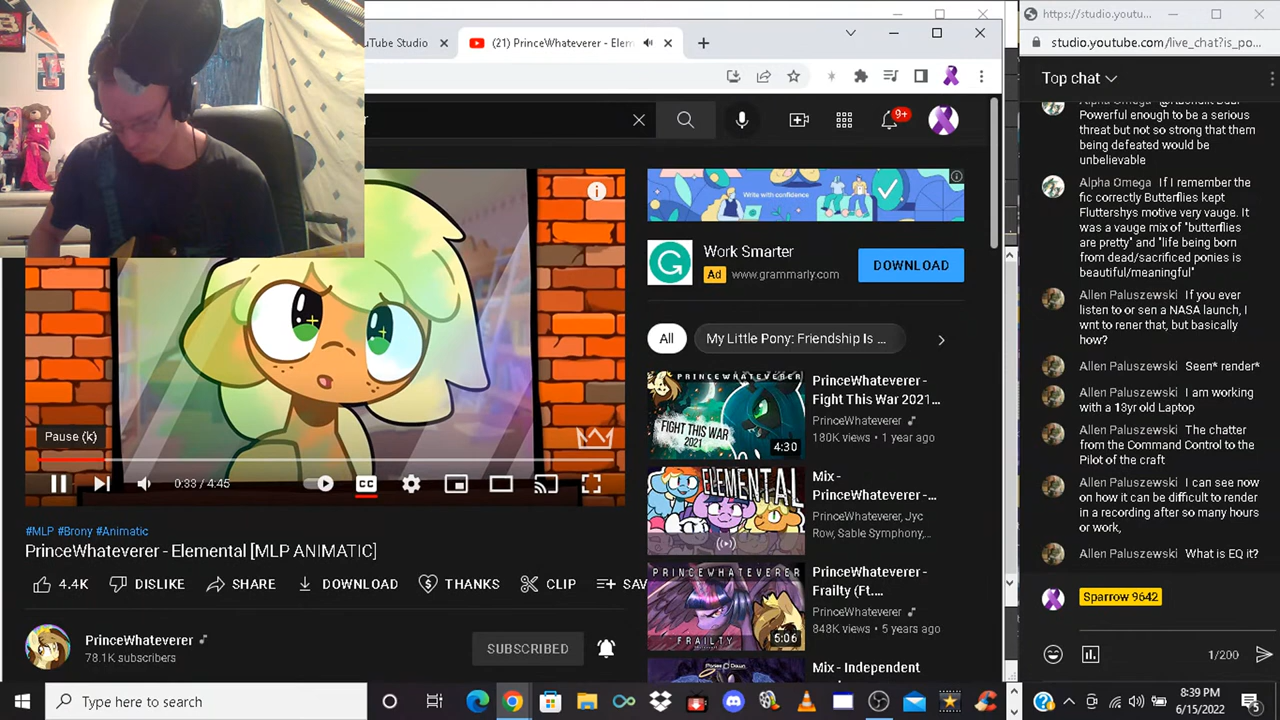 uTube Studio
(21) PrinceWhateverer - Elem
https://studio.youtu...
studio.youtube.com/live_chat?is_po...
9+
Write with confidence
Work Smarter
Ad www.grammarly.com
DOWNLOAD
All
My Little Pony: Friendship Is ...
PRINCEWHATEVERER
FIGHT THIS WAR
2021
4:30
PrinceWhateverer -
Fight This War 2021...
PrinceWhateverer
180K views • 1 year ago
ELEMENTAL
Mix -
PrinceWhateverer -...
PrinceWhateverer, Jyc
Row, Sable Symphony,...
PRINCEWHATEVERER
FRAILTY
5:06
PrinceWhateverer -
Frailty (Ft....
PrinceWhateverer
848K views • 5 years ago
Mix - Independent
Pause (k)
0:33 / 4:45
CC
#MLP #Brony #Animatic
PrinceWhateverer - Elemental [MLP ANIMATIC]
4.4K DISLIKE SHARE DOWNLOAD THANKS CLIP SAV
PrinceWhateverer
78.1K subscribers
SUBSCRIBED
Top chat
Alpha Omega
Powerful enough to be a serious
threat but not so strong that them
being defeated would be
unbelievable
Alpha Omega If I remember the
fic correctly Butterflies kept
Fluttershys motive very vauge. It
was a vauge mix of "butterflies
r pretty" and "life being born
from dead/sacrificed ponies is
beautiful/meaningful"
Allen Paluszewski If you ever
listen to or sen a NASA launch, I
wnt to rener that, but basically
how?
Allen Paluszewski Seen* render*
Allen Paluszewski I am working
with a 13yr old Laptop
Allen Paluszewski The chatter
from the Command Control to the
Pilot of the craft
Allen Paluszewski I can see now
on how it can be difficult to render
in a recording after so many hours
or work,
Allen Paluszewski What is EQ it?
Sparrow 9642
1/200
Type here to search
8:39 PM
6/15/2022
5